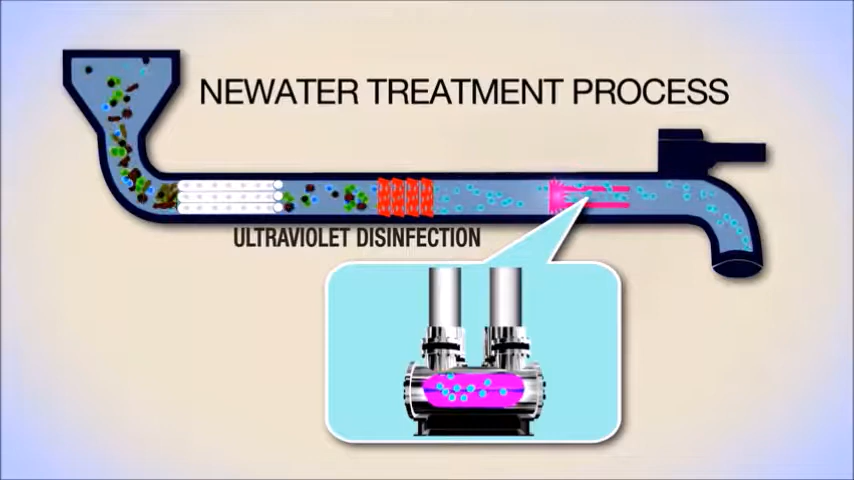 NEWATER TREATMENT PROCESS
ULTRAVIOLET DISINFECTION